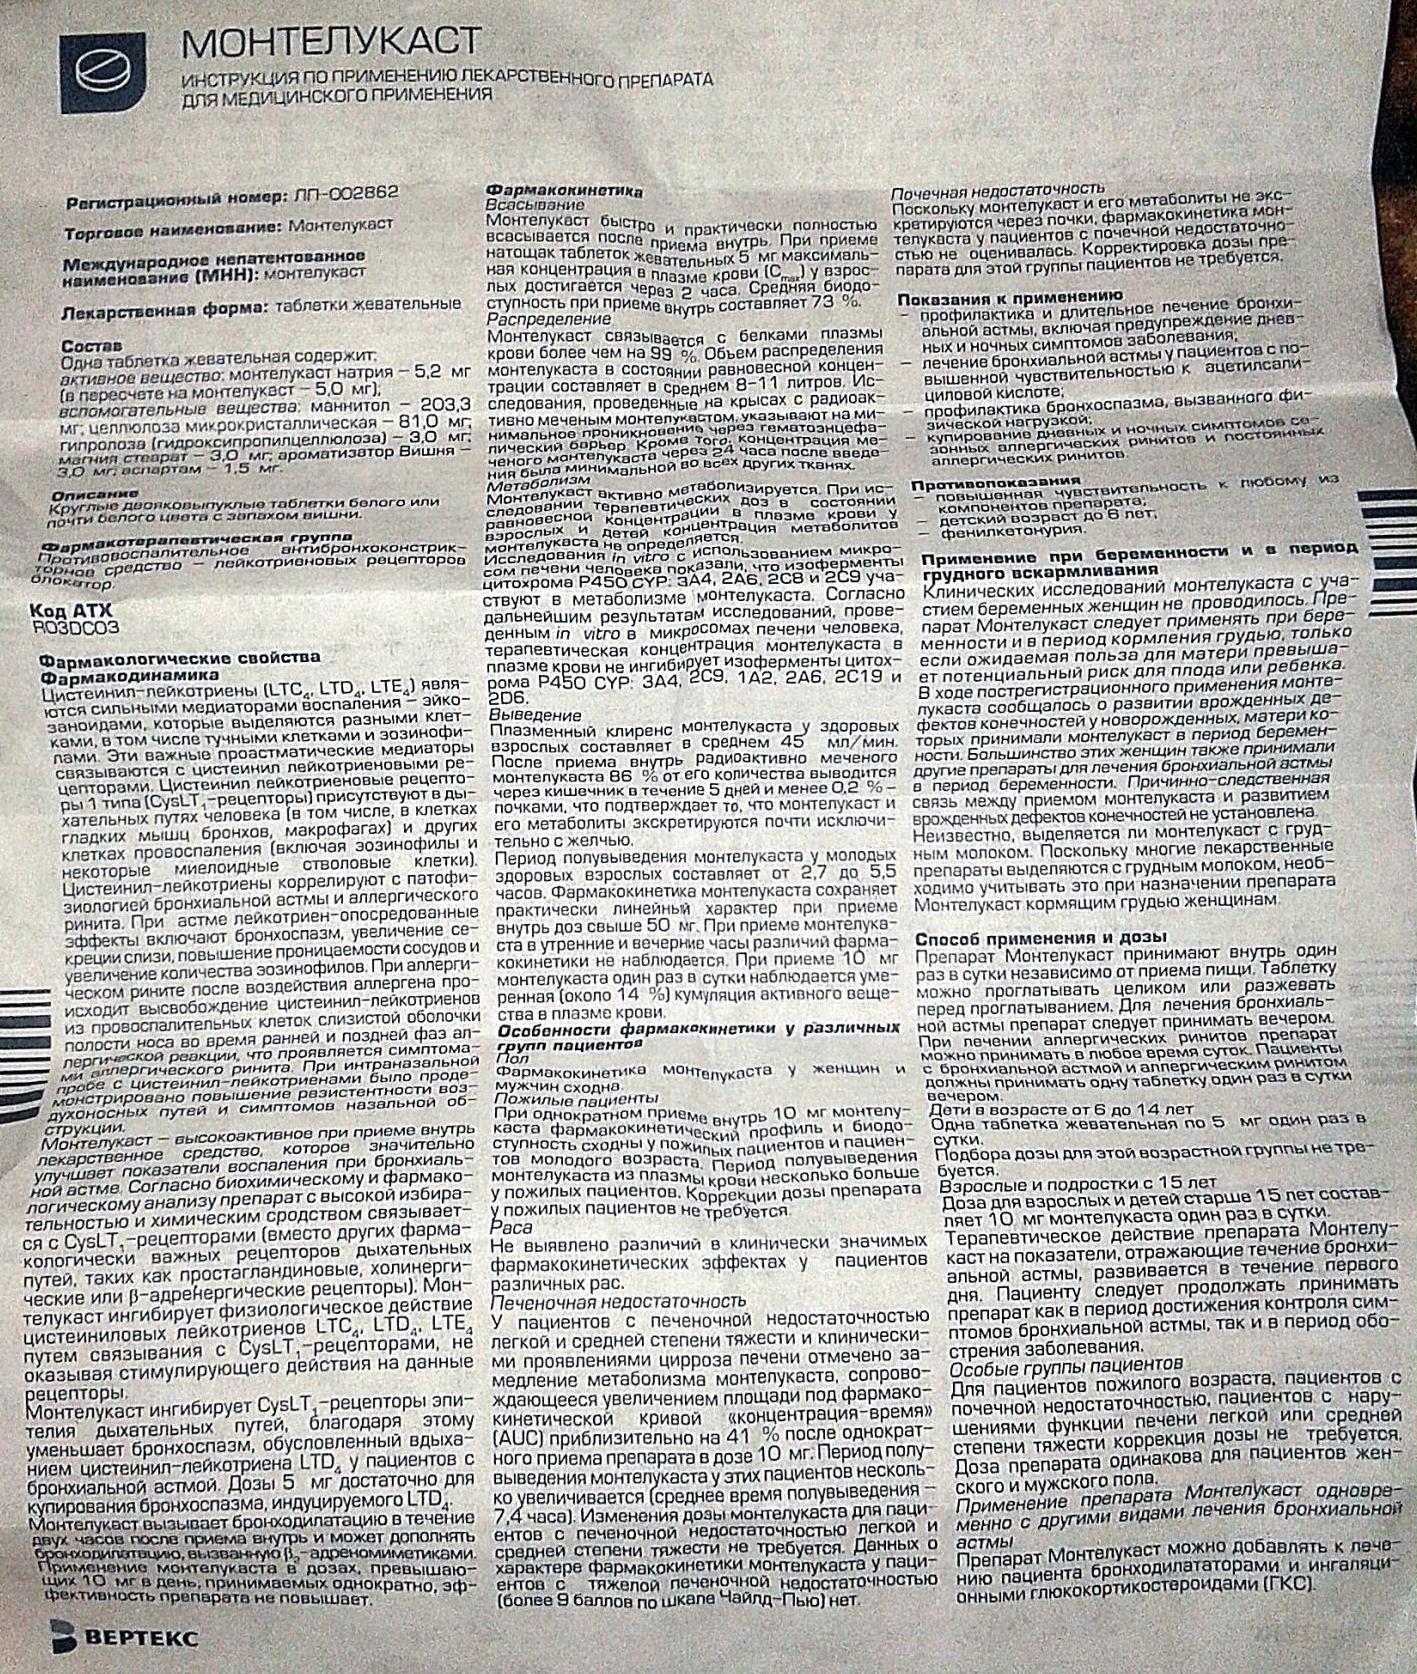 МОНТЕЛУКАСТ
ИНСТРУКЦИЯ ПО ПРИМЕНЕНИЮ ЛЕКАРСТВЕННОГО ПРЕПАРАТА
ДЛЯ МЕДИЦИНСКОГО ПРИМЕНЕНИЯ
Регистрационный номер: ЛП-002862
Торговое наименование: Монтелукаст
Международное непатентованное
наименование (МНН): монтелукаст
Лекарственная форма: таблетки жевательные
Состав
Одна таблетка жевательная содержит:
активное вещество: монтелукаст натрия – 5,2 мг
(в пересчете на монтелукаст – 5,0 мг);
вспомогательные вещества: маннитол – 203,3
мг; целлюлоза микрокристаллическая – 81,0 мг;
гипролоза (гидроксипропилцеллюлоза) – 3,0 мг;
магния стеарат – 3,0 мг; ароматизатор Вишня –
3,0 мг; аспартам – 1,5 мг.
Описание
Круглые двояковыпуклые таблетки белого или
почти белого цвета с запахом вишни.
Фармакотерапевтическая группа
Противовоспалительное антибронхоконстрик-
торное средство – лейкотриеновых рецепторов
блокатор.
Код АТХ
R03DC03
Фармакологические свойства
Фармакодинамика
Цистеинил-лейкотриены (LTC4, LTD4, LTE4) явля-
ются сильными медиаторами воспаления – эйко-
заноидами, которые выделяются разными клет-
ками, в том числе тучными клетками и эозинофи-
лами. Эти важные проастматические медиаторы
связываются с цистеинил лейкотриеновыми ре-
цепторами. Цистеинил лейкотриеновые рецепто-
ры 1 типа (CysLT1-рецепторы) присутствуют в ды-
хательных путях человека (в том числе, в клетках
гладких мышц бронхов, макрофагах) и других
клетках провоспаления (включая эозинофилы и
некоторые миелоидные стволовые клетки).
Цистеинил-лейкотриены коррелируют с патофи-
зиологией бронхиальной астмы и аллергического
ринита. При астме лейкотриен-опосредованные
эффекты включают бронхоспазм, увеличение се-
креции слизи, повышение проницаемости сосудов и
увеличение количества эозинофилов. При аллерги-
ческом рините после воздействия аллергена про-
исходит высвобождение цистеинил-лейкотриенов
из провоспалительных клеток слизистой оболочки
полости носа во время ранней и поздней фаз ал-
лергической реакции, что проявляется симптома-
ми аллергического ринита. При интраназальной
пробе с цистеинил-лейкотриенами было проде-
монстрировано повышение резистентности воз-
духоносных путей и симптомов назальной об-
струкции.
Монтелукаст – высокоактивное при приеме внутрь
лекарственное средство, которое значительно
улучшает показатели воспаления при бронхиаль-
ной астме. Согласно биохимическому и фармако-
логическому анализу препарат с высокой избира-
тельностью и химическим сродством связывает-
ся с CysLT1-рецепторами (вместо других фарма-
кологически важных рецепторов дыхательных
путей, таких как простагландиновые, холинерги-
ческие или β-адренергические рецепторы). Мон-
телукаст ингибирует физиологическое действие
цистеиниловых лейкотриенов LTC4, LTD4, LTE4
путем связывания с CysLT1-рецепторами, не
оказывая стимулирующего действия на данные
рецепторы.
Монтелукаст ингибирует CysLT1-рецепторы эпи-
телия дыхательных путей, благодаря этому
уменьшает бронхоспазм, обусловленный вдыха-
нием цистеинил-лейкотриена LTD4 у пациентов с
бронхиальной астмой. Дозы 5 мг достаточно для
купирования бронхоспазма, индуцируемого LTD4.
Монтелукаст вызывает бронходилатацию в течение
двух часов после приема внутрь и может дополнять
бронходилатацию, вызванную β2-адреномиметиками.
Применение монтелукаста в дозах, превышаю-
щих 10 мг в день, принимаемых однократно, эф-
фективность препарата не повышает.
ВЕРТЕКС
Фармакокинетика
Всасывание
Монтелукаст быстро и практически полностью
всасывается после приема внутрь. При приеме
натощак таблеток жевательных 5 мг максималь-
ная концентрация в плазме крови (Cmax) у взрос-
лых достигается через 2 часа. Средняя биодо-
ступность при приеме внутрь составляет 73 %.
Распределение
Монтелукаст связывается с белками плазмы
крови более чем на 99 %. Объем распределения
монтелукаста в состоянии равновесной концен-
трации составляет в среднем 8-11 литров. Ис-
следования, проведенные на крысах с радиоак-
тивно меченым монтелукастом, указывают на ми-
нимальное проникновение через гематоэнцефа-
лический барьер. Кроме того, концентрация ме-
ченого монтелукаста через 24 часа после введе-
ния была минимальной во всех других тканях.
Метаболизм
Монтелукаст активно метаболизируется. При ис-
следовании терапевтических доз в состоянии
равновесной концентрации в плазме крови у
взрослых и детей концентрация метаболитов
монтелукаста не определяется.
Исследования in vitro с использованием микро-
сом печени человека показали, что изоферменты
цитохрома P450 CYP: 3A4, 2A6, 2C8 и 2C9 уча-
ствуют в метаболизме монтелукаста. Согласно
дальнейшим результатам исследований, прове-
денным in vitro в микросомах печени человека,
терапевтическая концентрация монтелукаста в
плазме крови не ингибирует изоферменты цитох-
рома P450 CYP: 3A4, 2C9, 1A2, 2A6, 2C19 и
2D6.
Выведение
Плазменный клиренс монтелукаста у здоровых
взрослых составляет в среднем 45 мл/мин.
После приема внутрь радиоактивно меченого
монтелукаста 86 % от его количества выводится
через кишечник в течение 5 дней и менее 0,2 % –
почками, что подтверждает то, что монтелукаст и
его метаболиты экскретируются почти исключи-
тельно с желчью.
Период полувыведения монтелукаста у молодых
здоровых взрослых составляет от 2,7 до 5,5
часов. Фармакокинетика монтелукаста сохраняет
практически линейный характер при приеме
внутрь доз свыше 50 мг. При приеме монтелука-
ста в утренние и вечерние часы различий фарма-
кокинетики не наблюдается. При приеме 10 мг
монтелукаста один раз в сутки наблюдается уме-
ренная (около 14 %) кумуляция активного веще-
ства в плазме крови.
Особенности фармакокинетики у различных
групп пациентов
Пол
Фармакокинетика монтелукаста у женщин и
мужчин сходна.
Пожилые пациенты
При однократном приеме внутрь 10 мг монтелу-
каста фармакокинетический профиль и биодо-
ступность сходны у пожилых пациентов и пациен-
тов молодого возраста. Период полувыведения
монтелукаста из плазмы крови несколько больше
у пожилых пациентов. Коррекции дозы препарата
у пожилых пациентов не требуется.
Раса
Не выявлено различий в клинически значимых
фармакокинетических эффектах у пациентов
различных рас.
Печеночная недостаточность
У пациентов с печеночной недостаточностью
легкой и средней степени тяжести и клинически-
ми проявлениями цирроза печени отмечено за-
медление метаболизма монтелукаста, сопрово-
ждающееся увеличением площади под фармако-
кинетической кривой «концентрация-время»
(AUC) приблизительно на 41 % после однократ-
ного приема препарата в дозе 10 мг. Период полу-
выведения монтелукаста у этих пациентов несколь-
ко увеличивается (среднее время полувыведения –
7,4 часа). Изменения дозы монтелукаста для паци-
ентов с печеночной недостаточностью легкой и
средней степени тяжести не требуется. Данных о
характере фармакокинетики монтелукаста у паци-
ентов с тяжелой печеночной недостаточностью
(более 9 баллов по шкале Чайлд-Пью) нет.
Почечная недостаточность
Поскольку монтелукаст и его метаболиты не экс-
кретируются через почки, фармакокинетика мон-
телукаста у пациентов с почечной недостаточно-
стью не оценивалась. Корректировка дозы пре-
парата для этой группы пациентов не требуется.
Показания к применению
– профилактика и длительное лечение бронхи-
альной астмы, включая предупреждение днев-
ных и ночных симптомов заболевания;
– лечение бронхиальной астмы у пациентов с по-
вышенной чувствительностью к ацетилсали-
циловой кислоте;
– профилактика бронхоспазма, вызванного фи-
зической нагрузкой;
– купирование дневных и ночных симптомов се-
зонных аллергических ринитов и постоянных
аллергических ринитов.
Противопоказания
– повышенная чувствительность к любому из
компонентов препарата;
– детский возраст до 6 лет;
– фенилкетонурия.
Применение при беременности и в период
грудного вскармливания
Клинических исследований монтелукаста с уча-
стием беременных женщин не проводилось. Пре-
парат Монтелукаст следует применять при бере-
менности и в период кормления грудью, только
если ожидаемая польза для матери превыша-
ет потенциальный риск для плода или ребенка.
В ходе пострегистрационного применения монте-
лукаста сообщалось о развитии врожденных де-
фектов конечностей у новорожденных, матери ко-
торых принимали монтелукаст в период беремен-
ности. Большинство этих женщин также принимали
другие препараты для лечения бронхиальной астмы
в период беременности. Причинно-следственная
связь между приемом монтелукаста и развитием
врожденных дефектов конечностей не установлена.
Неизвестно, выделяется ли монтелукаст с груд-
ным молоком. Поскольку многие лекарственные
препараты выделяются с грудным молоком, необ-
ходимо учитывать это при назначении препарата
Монтелукаст кормящим грудью женщинам.
Способ применения и дозы
Препарат Монтелукаст принимают внутрь один
раз в сутки независимо от приема пищи. Таблетку
можно проглатывать целиком или разжевать
перед проглатыванием. Для лечения бронхиаль-
ной астмы препарат следует принимать вечером.
При лечении аллергических ринитов препарат
можно принимать в любое время суток. Пациенты
с бронхиальной астмой и аллергическим ринитом
должны принимать одну таблетку один раз в сутки
вечером.
Дети в возрасте от 6 до 14 лет
Одна таблетка жевательная по 5 мг один раз в
сутки.
Подбора дозы для этой возрастной группы не тре-
буется.
Взрослые и подростки с 15 лет
Доза для взрослых и детей старше 15 лет состав-
ляет 10 мг монтелукаста один раз в сутки.
Терапевтическое действие препарата Монтелу-
каст на показатели, отражающие течение бронхи-
альной астмы, развивается в течение первого
дня. Пациенту следует продолжать принимать
препарат как в период достижения контроля сим-
птомов бронхиальной астмы, так и в период обо-
стрения заболевания.
Особые группы пациентов
Для пациентов пожилого возраста, пациентов с
почечной недостаточностью, пациентов с нару-
шениями функции печени легкой или средней
степени тяжести коррекция дозы не требуется.
Доза препарата одинакова для пациентов жен-
ского и мужского пола.
Применение препарата Монтелукаст одновре-
менно с другими видами лечения бронхиальной
астмы
Препарат Монтелукаст можно добавлять к лече-
нию пациента бронходилататорами и ингаляци-
онными глюкокортикостероидами (ГКС).